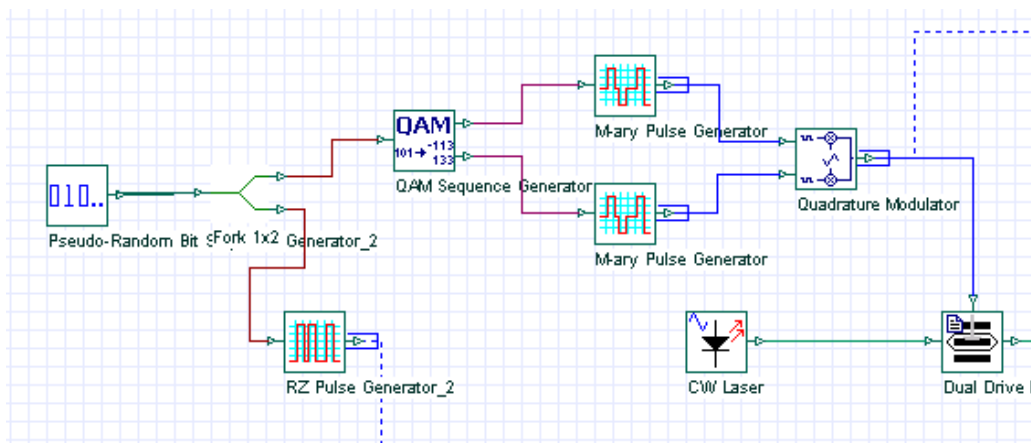 M-ary Pulse Generator
QAM
101→ -113
133
QAM Sequence Generator
010..
Pseudo-Random Bit S
Fork 1x2
Generator_2
M-ary Pulse Generator
Quadrature Modulator
RZ Pulse Generator_2
CW Laser
Dual Drive